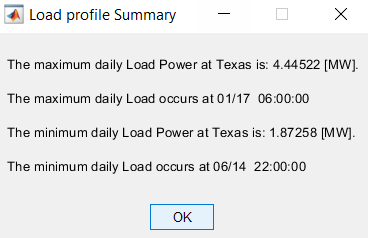 Load profile Summary
The maximum daily Load Power at Texas is: 4.44522 [MW].
The maximum daily Load occurs at 01/17  06:00:00
The minimum daily Load Power at Texas is: 1.87258 [MW].
The minimum daily Load occurs at 06/14  22:00:00
OK